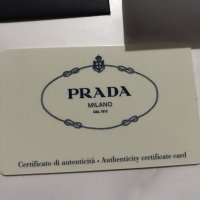 PRADA
MILANO
DAL 1913
Certificato di autenticità • Authenticity certificate card